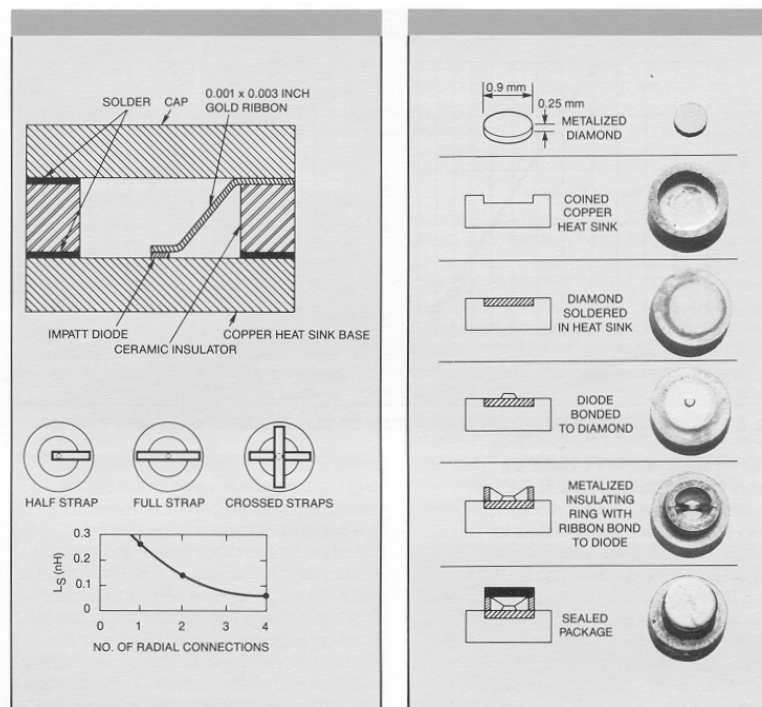 0.001 x 0.003 INCH
GOLD RIBBON
SOLDER
CAP
IMPATT DIODE
COPPER HEAT SINK BASE
CERAMIC INSULATOR
HALF STRAP
FULL STRAP
CROSSED STRAPS
0.3
0.2
0.1
0
L_S (nH)
0 1 2 3 4
NO. OF RADIAL CONNECTIONS
0.9 mm
0.25 mm
METALIZED
DIAMOND
COINED
COPPER
HEAT SINK
DIAMOND
SOLDERED
IN HEAT SINK
DIODE
BONDED
TO DIAMOND
METALIZED
INSULATING
RING WITH
RIBBON BOND
TO DIODE
SEALED
PACKAGE